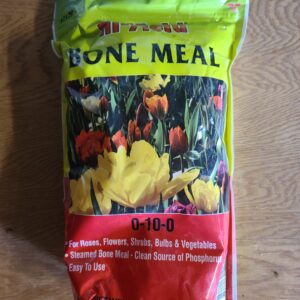 BONE MEAL
0-10-0
• For Roses, Flowers, Shrubs, Bulbs & Vegetables
• Steamed Bone Meal - Clean Source of Phosphorus
• Easy To Use